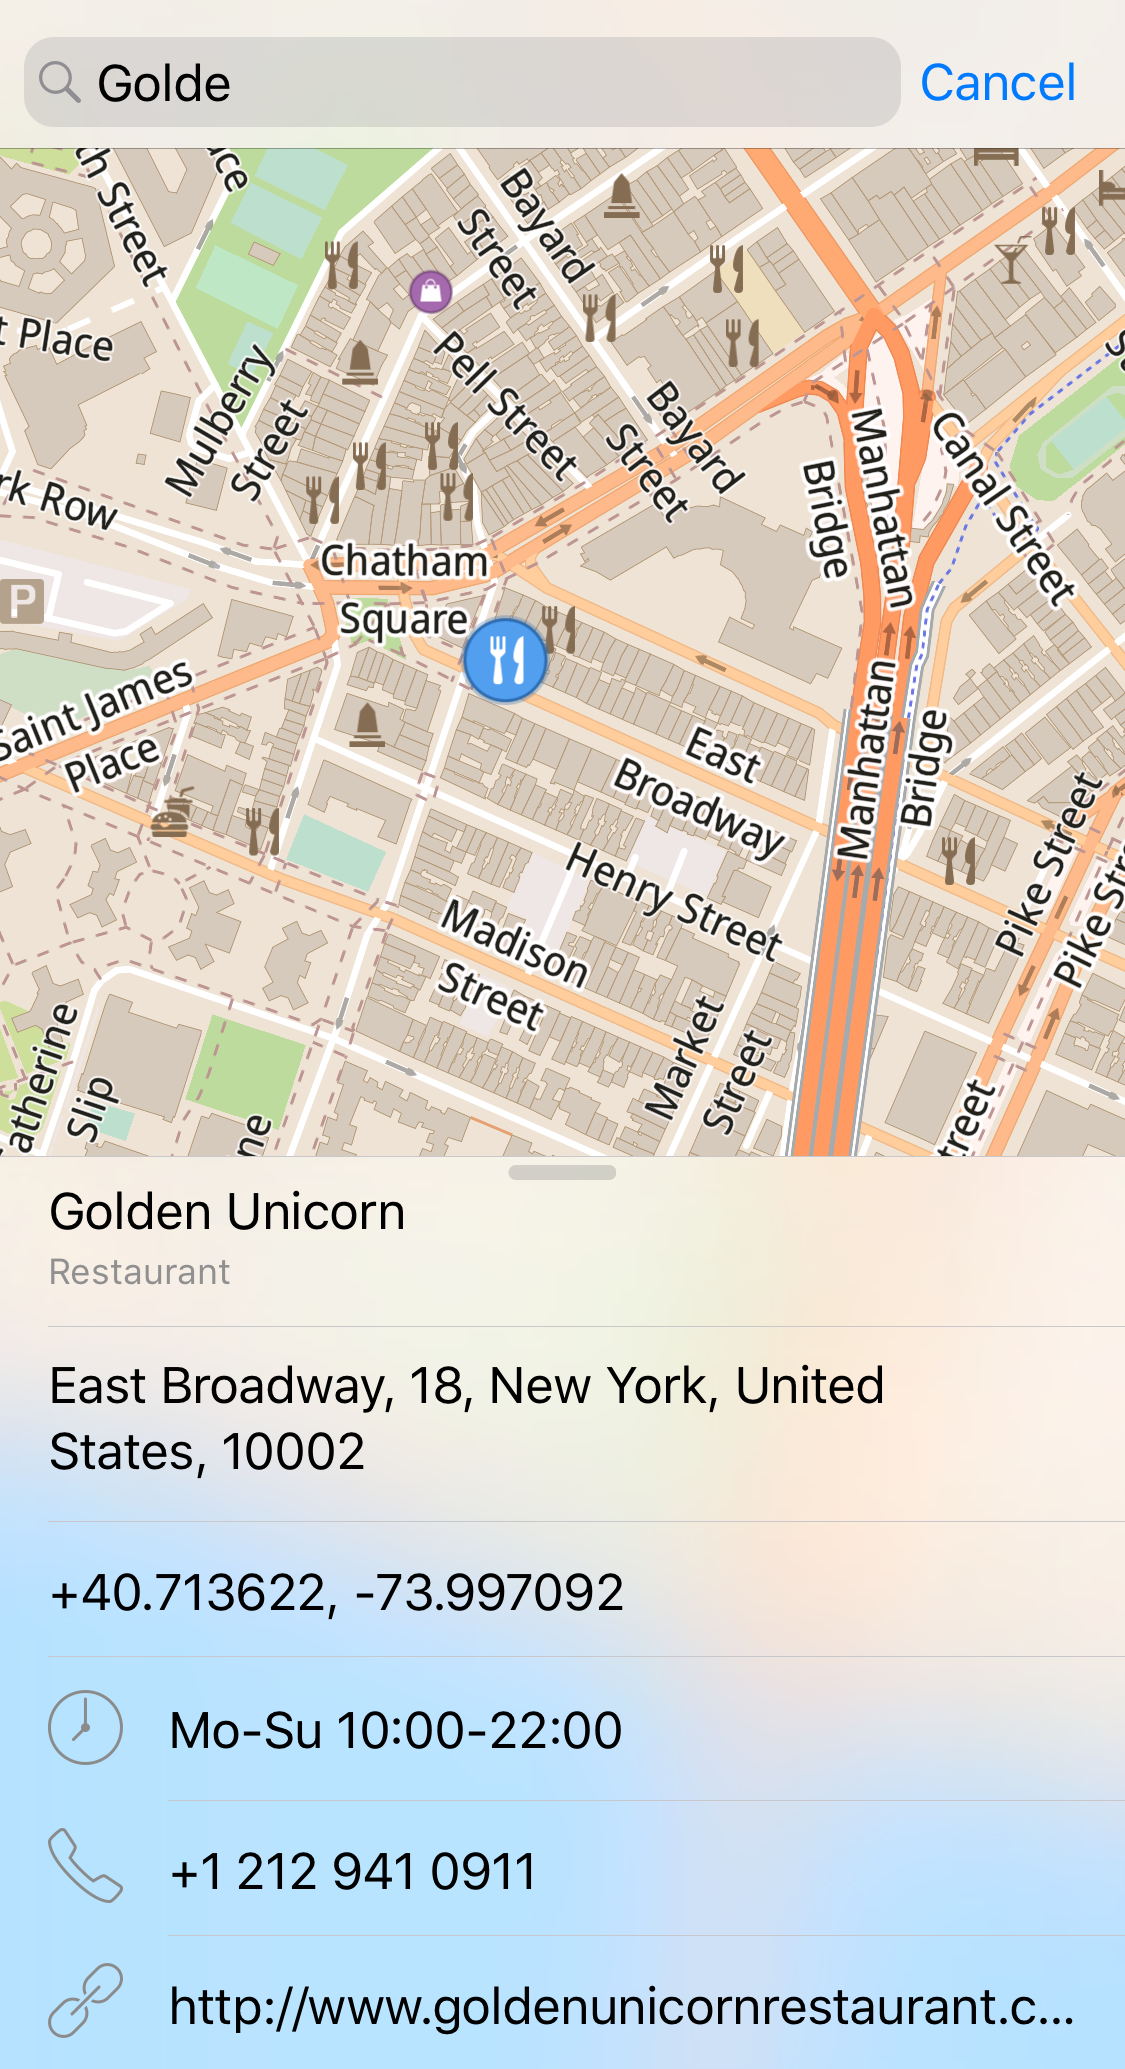 Golde
Cancel
Bayard
Street
Street
t Place
Mulberry
Street
Pell Street
Bayard
Street
Manhattan
Bridge
Canal Street
rk Row
Chatham
Square
P
Saint James
Place
East
Broadway
Manhattan
Bridge
Henry Street
Madison
Street
Pike Street
Pike Str
Market
Street
atherine
Slip
ne
treet
Golden Unicorn
Restaurant
East Broadway, 18, New York, United
States, 10002
+40.713622, -73.997092
Mo-Su 10:00-22:00
+1 212 941 0911
http://www.goldenunicornrestaurant.c...